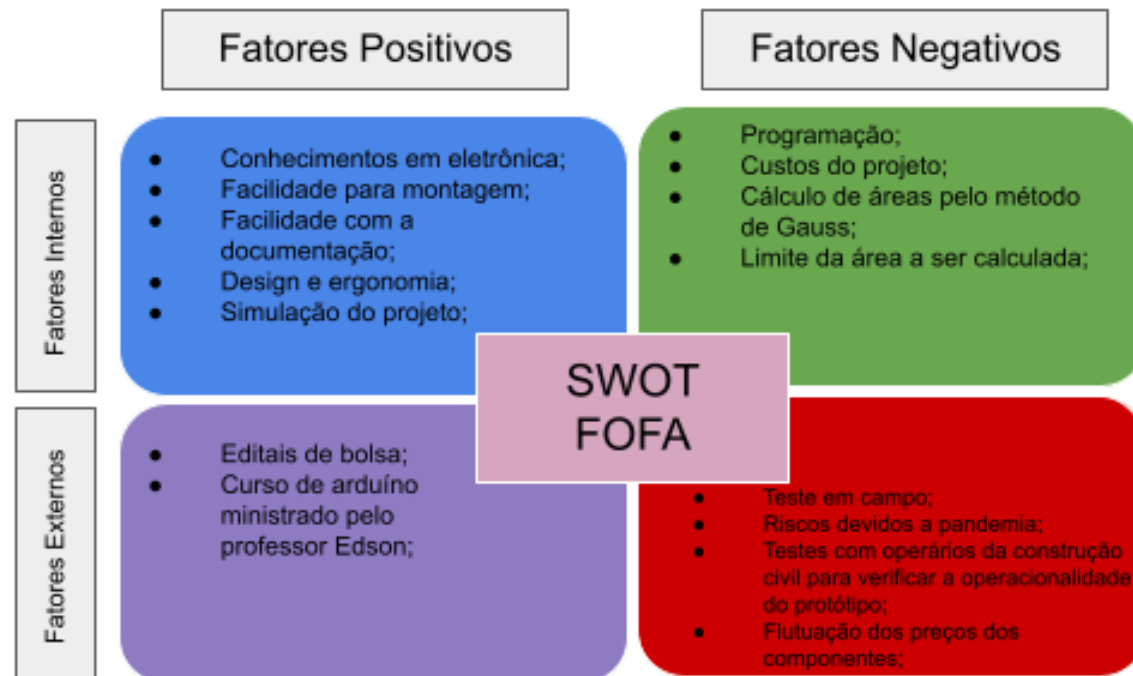 Fatores Positivos
Fatores Negativos
Fatores Internos
Conhecimentos em eletrônica;
Facilidade para montagem;
Facilidade com a
documentação;
Design e ergonomia;
Simulação do projeto;
Programação;
Custos do projeto;
Cálculo de áreas pelo método
de Gauss;
Limite da área a ser calculada;
SWOT
FOFA
Fatores Externos
Editais de bolsa;
Curso de arduíno
ministrado pelo
professor Edson;
Teste em campo;
Riscos devidos a pandemia;
Testes com operários da construção
civil para verificar a operacionalidade
do protótipo;
Flutuação dos preços dos
componentes;